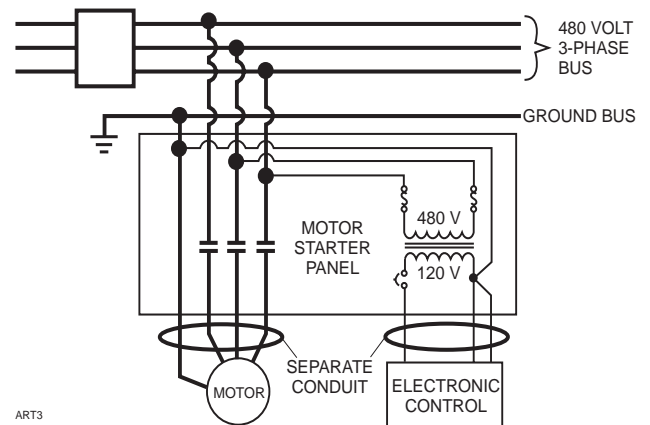 480 VOLT
3-PHASE
BUS
GROUND BUS
MOTOR
STARTER
PANEL
480 V
120 V
SEPARATE
CONDUIT
MOTOR
ELECTRONIC
CONTROL
ART3